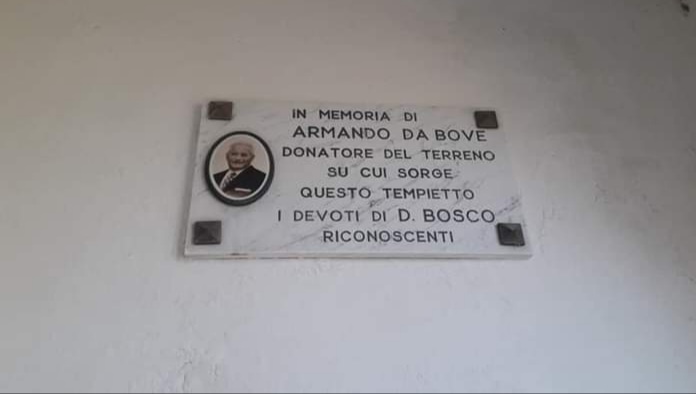 IN MEMORIA DI
ARMANDO DA BOVE
DONATORE DEL TERRENO
SU CUI SORGE
QUESTO TEMPIETTO
I DEVOTI DI D. BOSCO
RICONOSCENTI